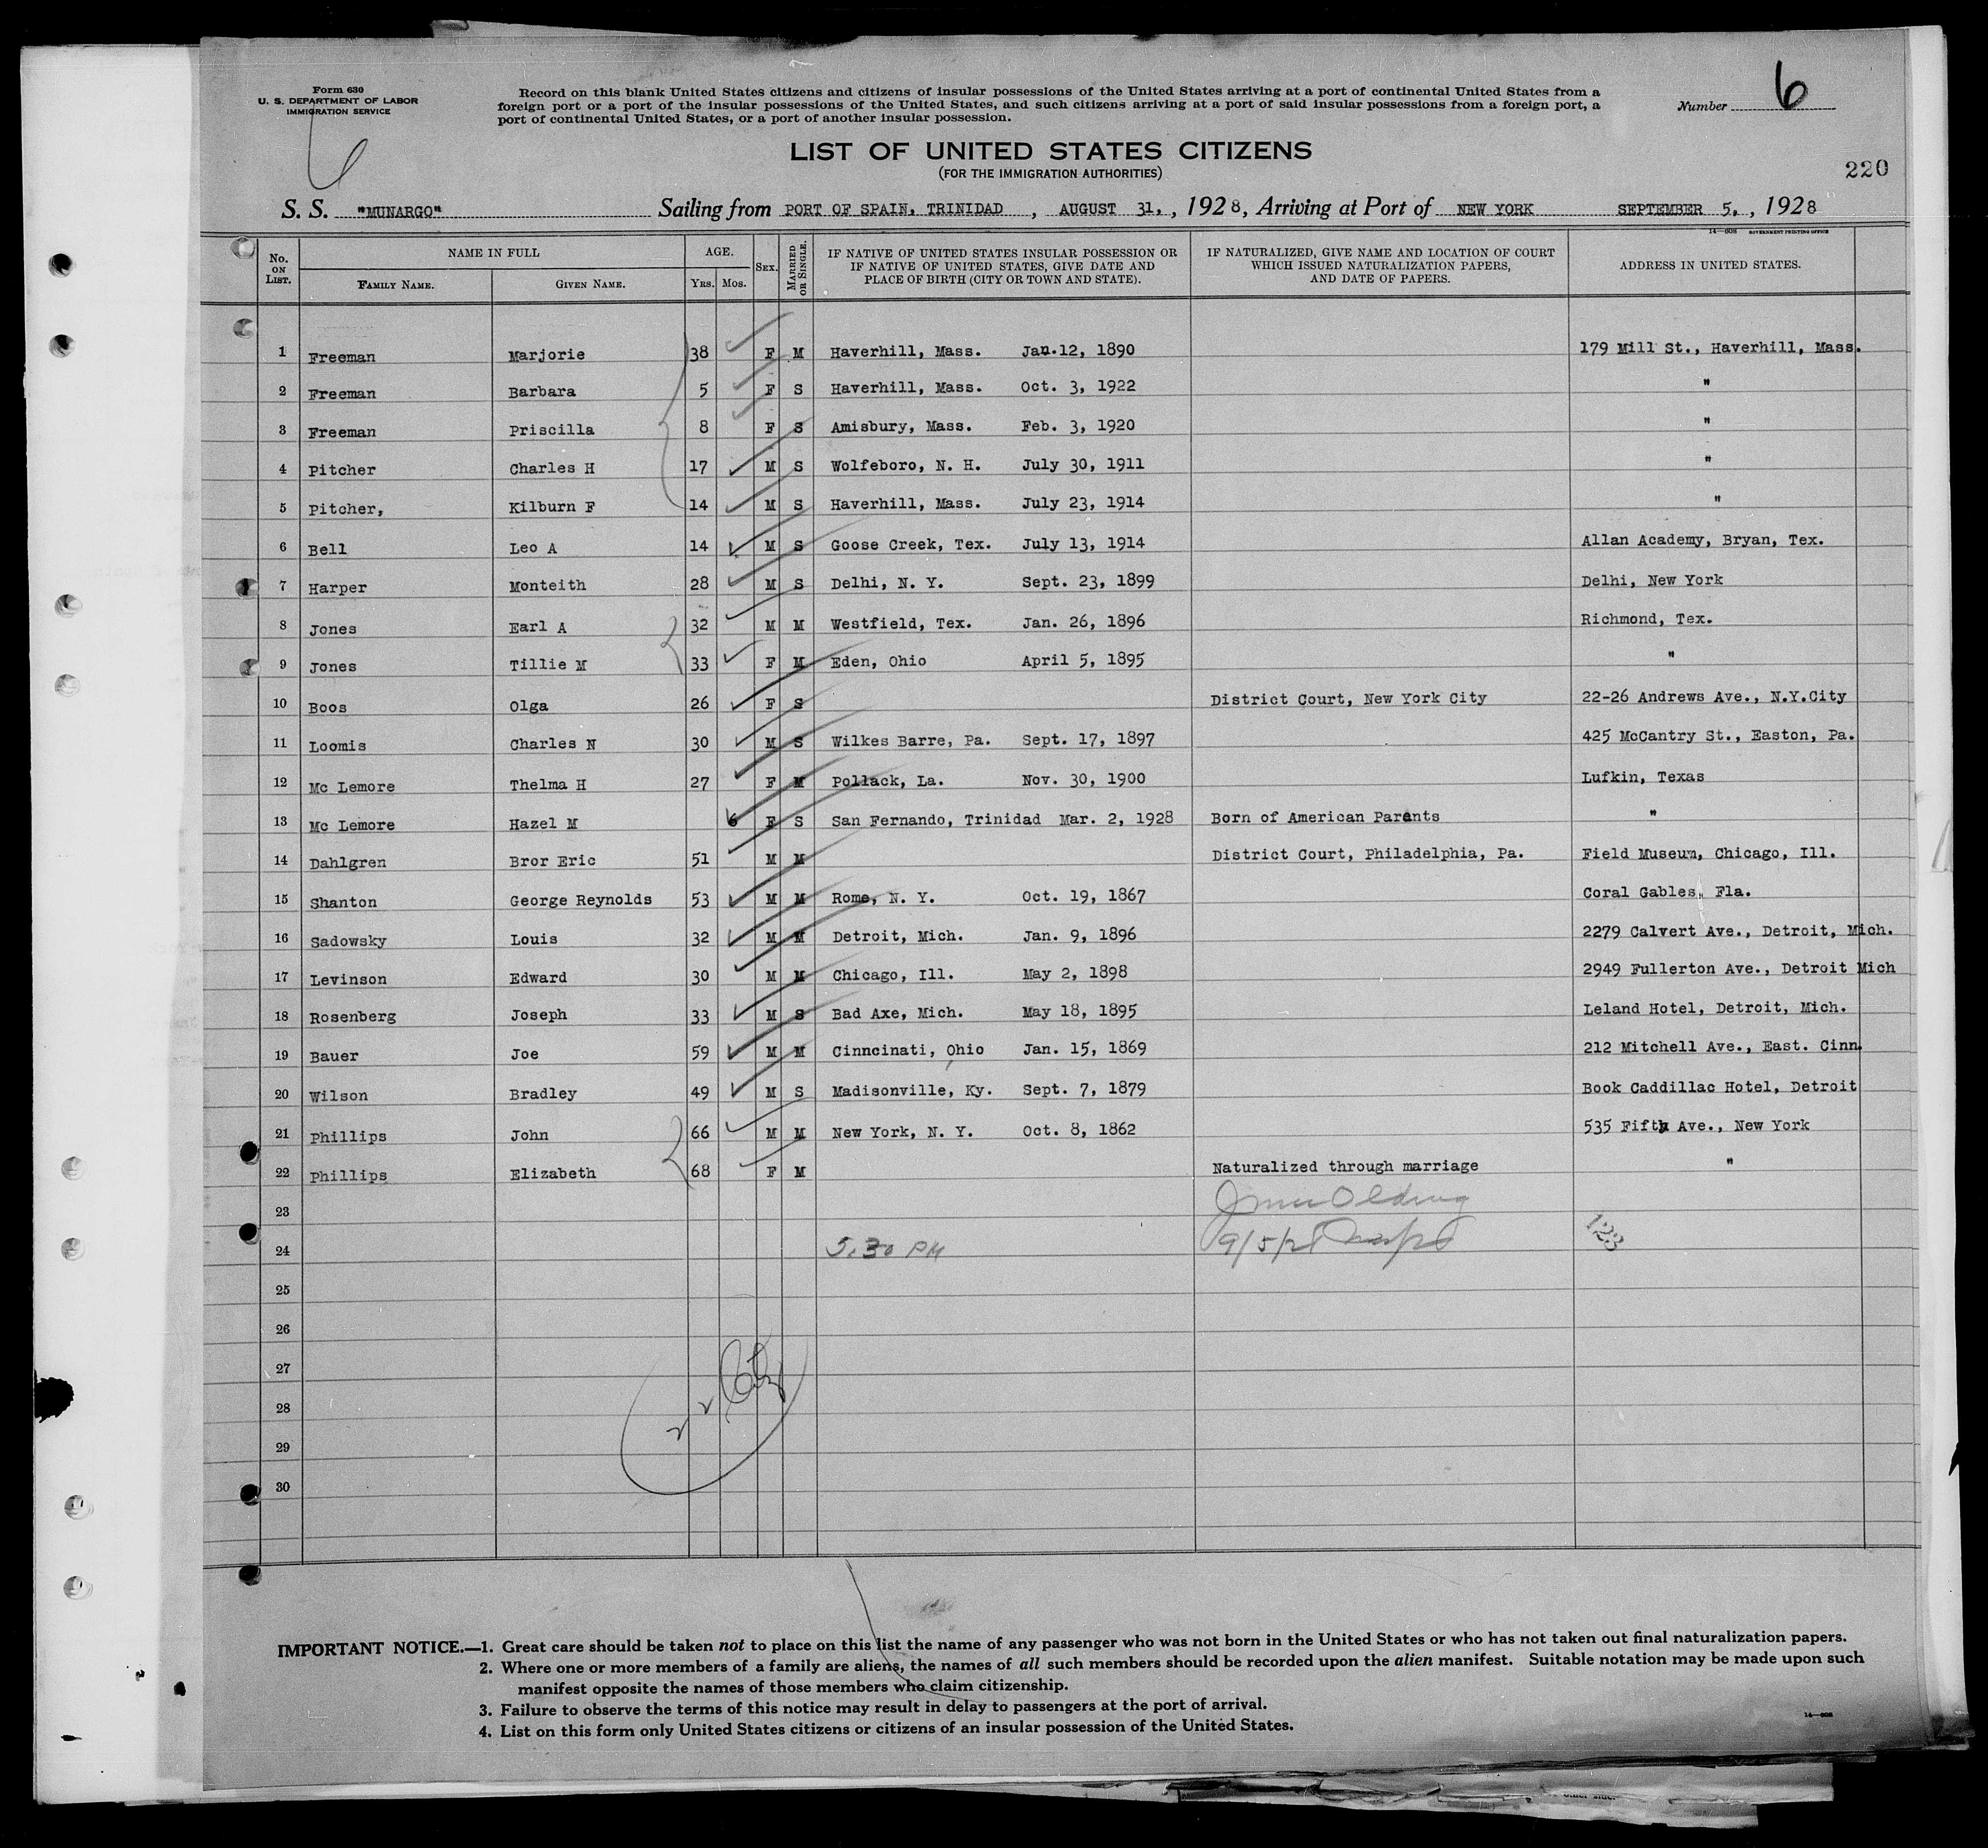 Form 630
U. S. DEPARTMENT OF LABOR
IMMIGRATION SERVICE
Record on this blank United States citizens and citizens of insular possessions of the United States arriving at a port of continental United States from a
foreign port or a port of the insular possessions of the United States, and such citizens arriving at a port of said insular possessions from a foreign port, a
port of continental United States, or a port of another insular possession.
Number 6
LIST OF UNITED STATES CITIZENS
(FOR THE IMMIGRATION AUTHORITIES)
220
S. S. "MUNARGO" Sailing from PORT OF SPAIN, TRINIDAD, AUGUST 31, , 1928, Arriving at Port of NEW YORK SEPTEMBER 5, , 1928
14—608 GOVERNMENT PRINTING OFFICE
No. ON LIST. NAME IN FULL FAMILY NAME. GIVEN NAME. AGE. YRS. MOS. SEX. MARRIED OR SINGLE. IF NATIVE OF UNITED STATES INSULAR POSSESSION OR IF NATIVE OF UNITED STATES, GIVE DATE AND PLACE OF BIRTH (CITY OR TOWN AND STATE). IF NATURALIZED, GIVE NAME AND LOCATION OF COURT WHICH ISSUED NATURALIZATION PAPERS, AND DATE OF PAPERS. ADDRESS IN UNITED STATES.
1 Freeman Marjorie 38 F M Haverhill, Mass. Jan.12, 1890 179 Mill St., Haverhill, Mass.
2 Freeman Barbara 5 F S Haverhill, Mass. Oct. 3, 1922 "
3 Freeman Priscilla 8 F S Amisbury, Mass. Feb. 3, 1920 "
4 Pitcher Charles H 17 M S Wolfeboro, N. H. July 30, 1911 "
5 Pitcher, Kilburn F 14 M S Haverhill, Mass. July 23, 1914 "
6 Bell Leo A 14 M S Goose Creek, Tex. July 13, 1914 Allan Academy, Bryan, Tex.
7 Harper Monteith 28 M S Delhi, N. Y. Sept. 23, 1899 Delhi, New York
8 Jones Earl A 32 M M Westfield, Tex. Jan. 26, 1896 Richmond, Tex.
9 Jones Tillie M 33 F M Eden, Ohio April 5, 1895 "
10 Boos Olga 26 F S District Court, New York City 22-26 Andrews Ave., N.Y.City
11 Loomis Charles N 30 M S Wilkes Barre, Pa. Sept. 17, 1897 425 McCantry St., Easton, Pa.
12 Mc Lemore Thelma H 27 F M Pollack, La. Nov. 30, 1900 Lufkin, Texas
13 Mc Lemore Hazel M 6 F S San Fernando, Trinidad Mar. 2, 1928 Born of American Parents "
14 Dahlgren Bror Eric 51 M M District Court, Philadelphia, Pa. Field Museum, Chicago, Ill.
15 Shanton George Reynolds 53 M M Rome, N. Y. Oct. 19, 1867 Coral Gables, Fla.
16 Sadowsky Louis 32 M M Detroit, Mich. Jan. 9, 1896 2279 Calvert Ave., Detroit, Mich.
17 Levinson Edward 30 M M Chicago, Ill. May 2, 1898 2949 Fullerton Ave., Detroit Mich
18 Rosenberg Joseph 33 M S Bad Axe, Mich. May 18, 1895 Leland Hotel, Detroit, Mich.
19 Bauer Joe 59 M M Cinncinati, Ohio Jan. 15, 1869 212 Mitchell Ave., East. Cinn.
20 Wilson Bradley 49 M S Madisonville, Ky. Sept. 7, 1879 Book Caddillac Hotel, Detroit
21 Phillips John 66 M M New York, N. Y. Oct. 8, 1862 535 Fifth Ave., New York
22 Phillips Elizabeth 68 F M Naturalized through marriage "
23
24 5.30 PM 9/5/28 123
25
26
27
28
29
30
IMPORTANT NOTICE.—1. Great care should be taken not to place on this list the name of any passenger who was not born in the United States or who has not taken out final naturalization papers.
2. Where one or more members of a family are aliens, the names of all such members should be recorded upon the alien manifest. Suitable notation may be made upon such
manifest opposite the names of those members who claim citizenship.
3. Failure to observe the terms of this notice may result in delay to passengers at the port of arrival.
4. List on this form only United States citizens or citizens of an insular possession of the United States.
14—608